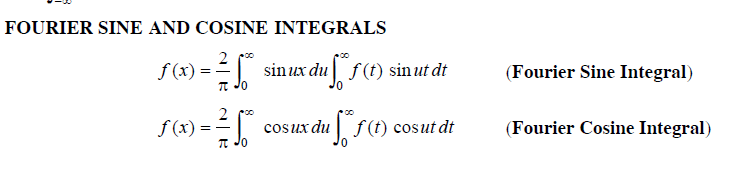 FOURIER SINE AND COSINE INTEGRALS
f (x) = 2/π ∫₀^∞ sin ux du ∫₀^∞ f (t) sin ut dt (Fourier Sine Integral)
f (x) = 2/π ∫₀^∞ cos ux du ∫₀^∞ f (t) cos ut dt (Fourier Cosine Integral)